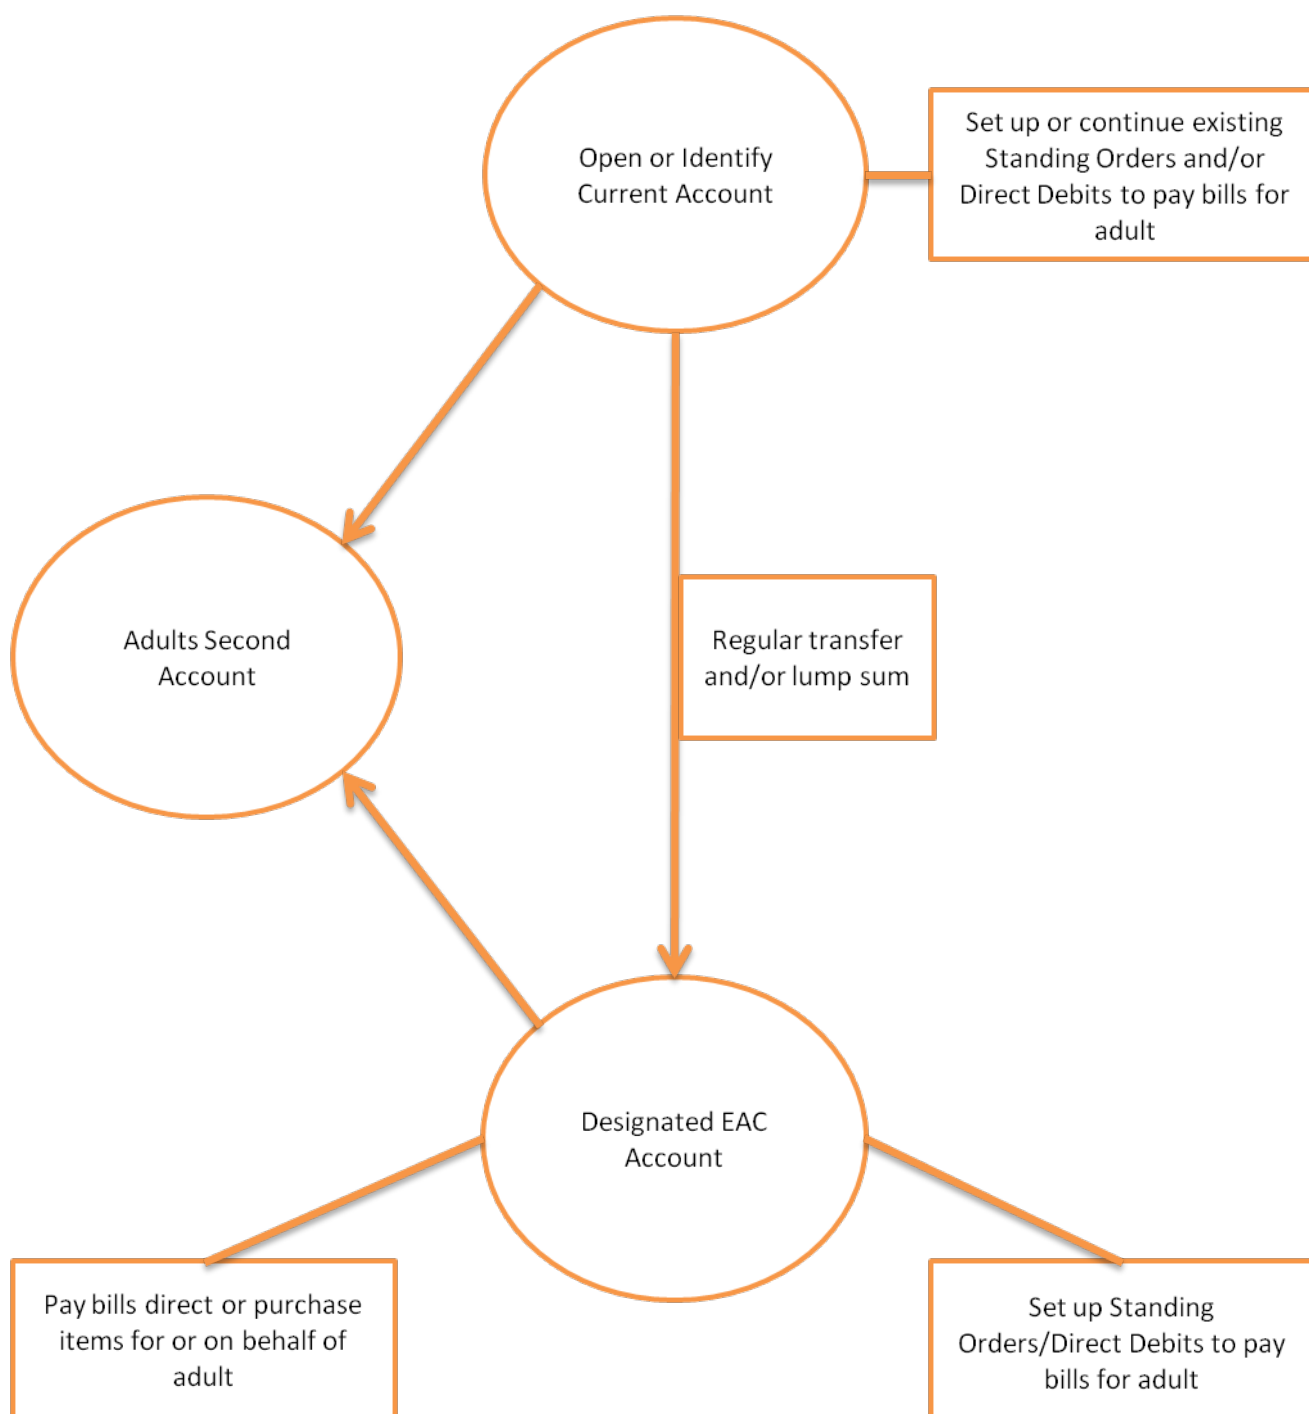 Open or Identify
Current Account
Set up or continue existing
Standing Orders and/or
Direct Debits to pay bills for
adult
Adults Second
Account
Regular transfer
and/or lump sum
Designated EAC
Account
Pay bills direct or purchase
items for or on behalf of
adult
Set up Standing
Orders/Direct Debits to pay
bills for adult